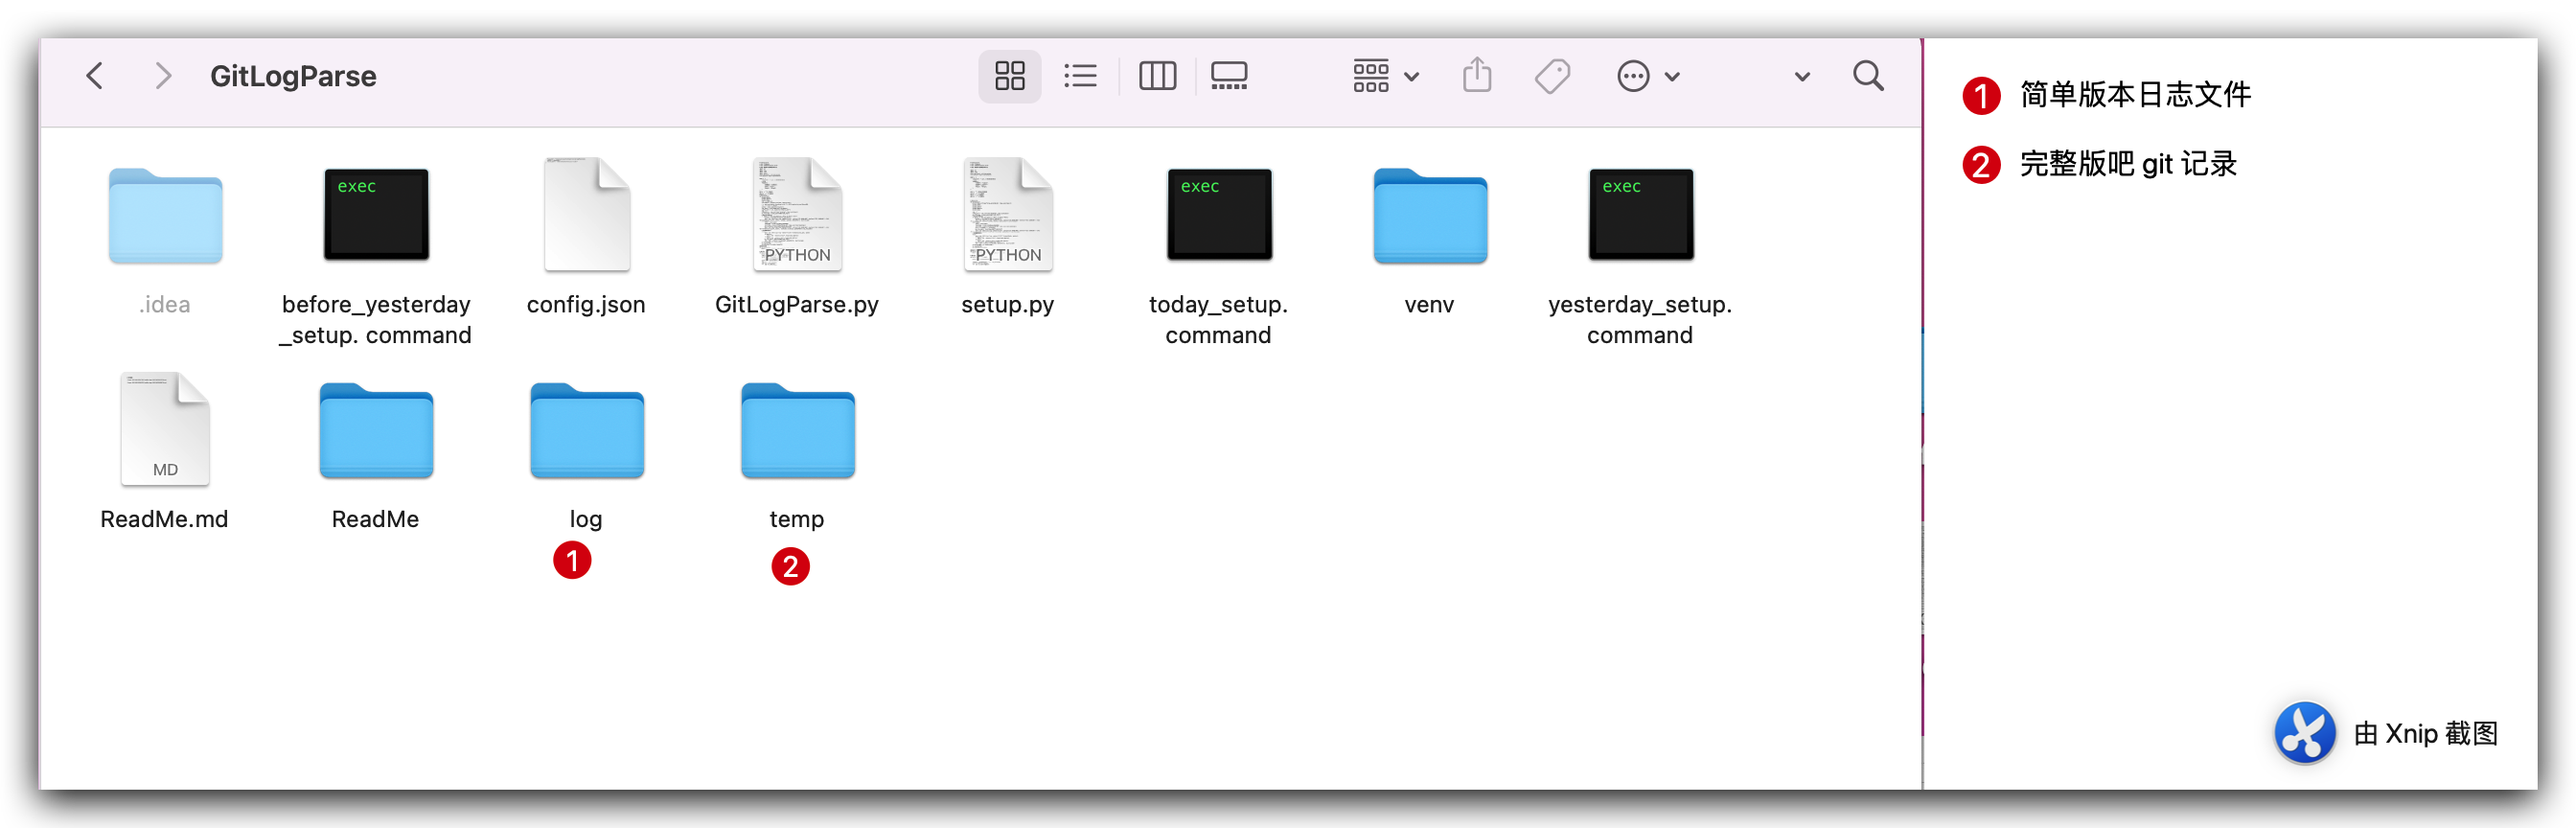 GitLogParse
exec
exec
exec
PYTHON
PYTHON
.idea
before_yesterday
_setup. command
config.json
GitLogParse.py
setup.py
today_setup.
command
venv
yesterday_setup.
command
MD
ReadMe.md
ReadMe
log
temp
1
2
1 简单版本日志文件
2 完整版吧 git 记录
由 Xnip 截图